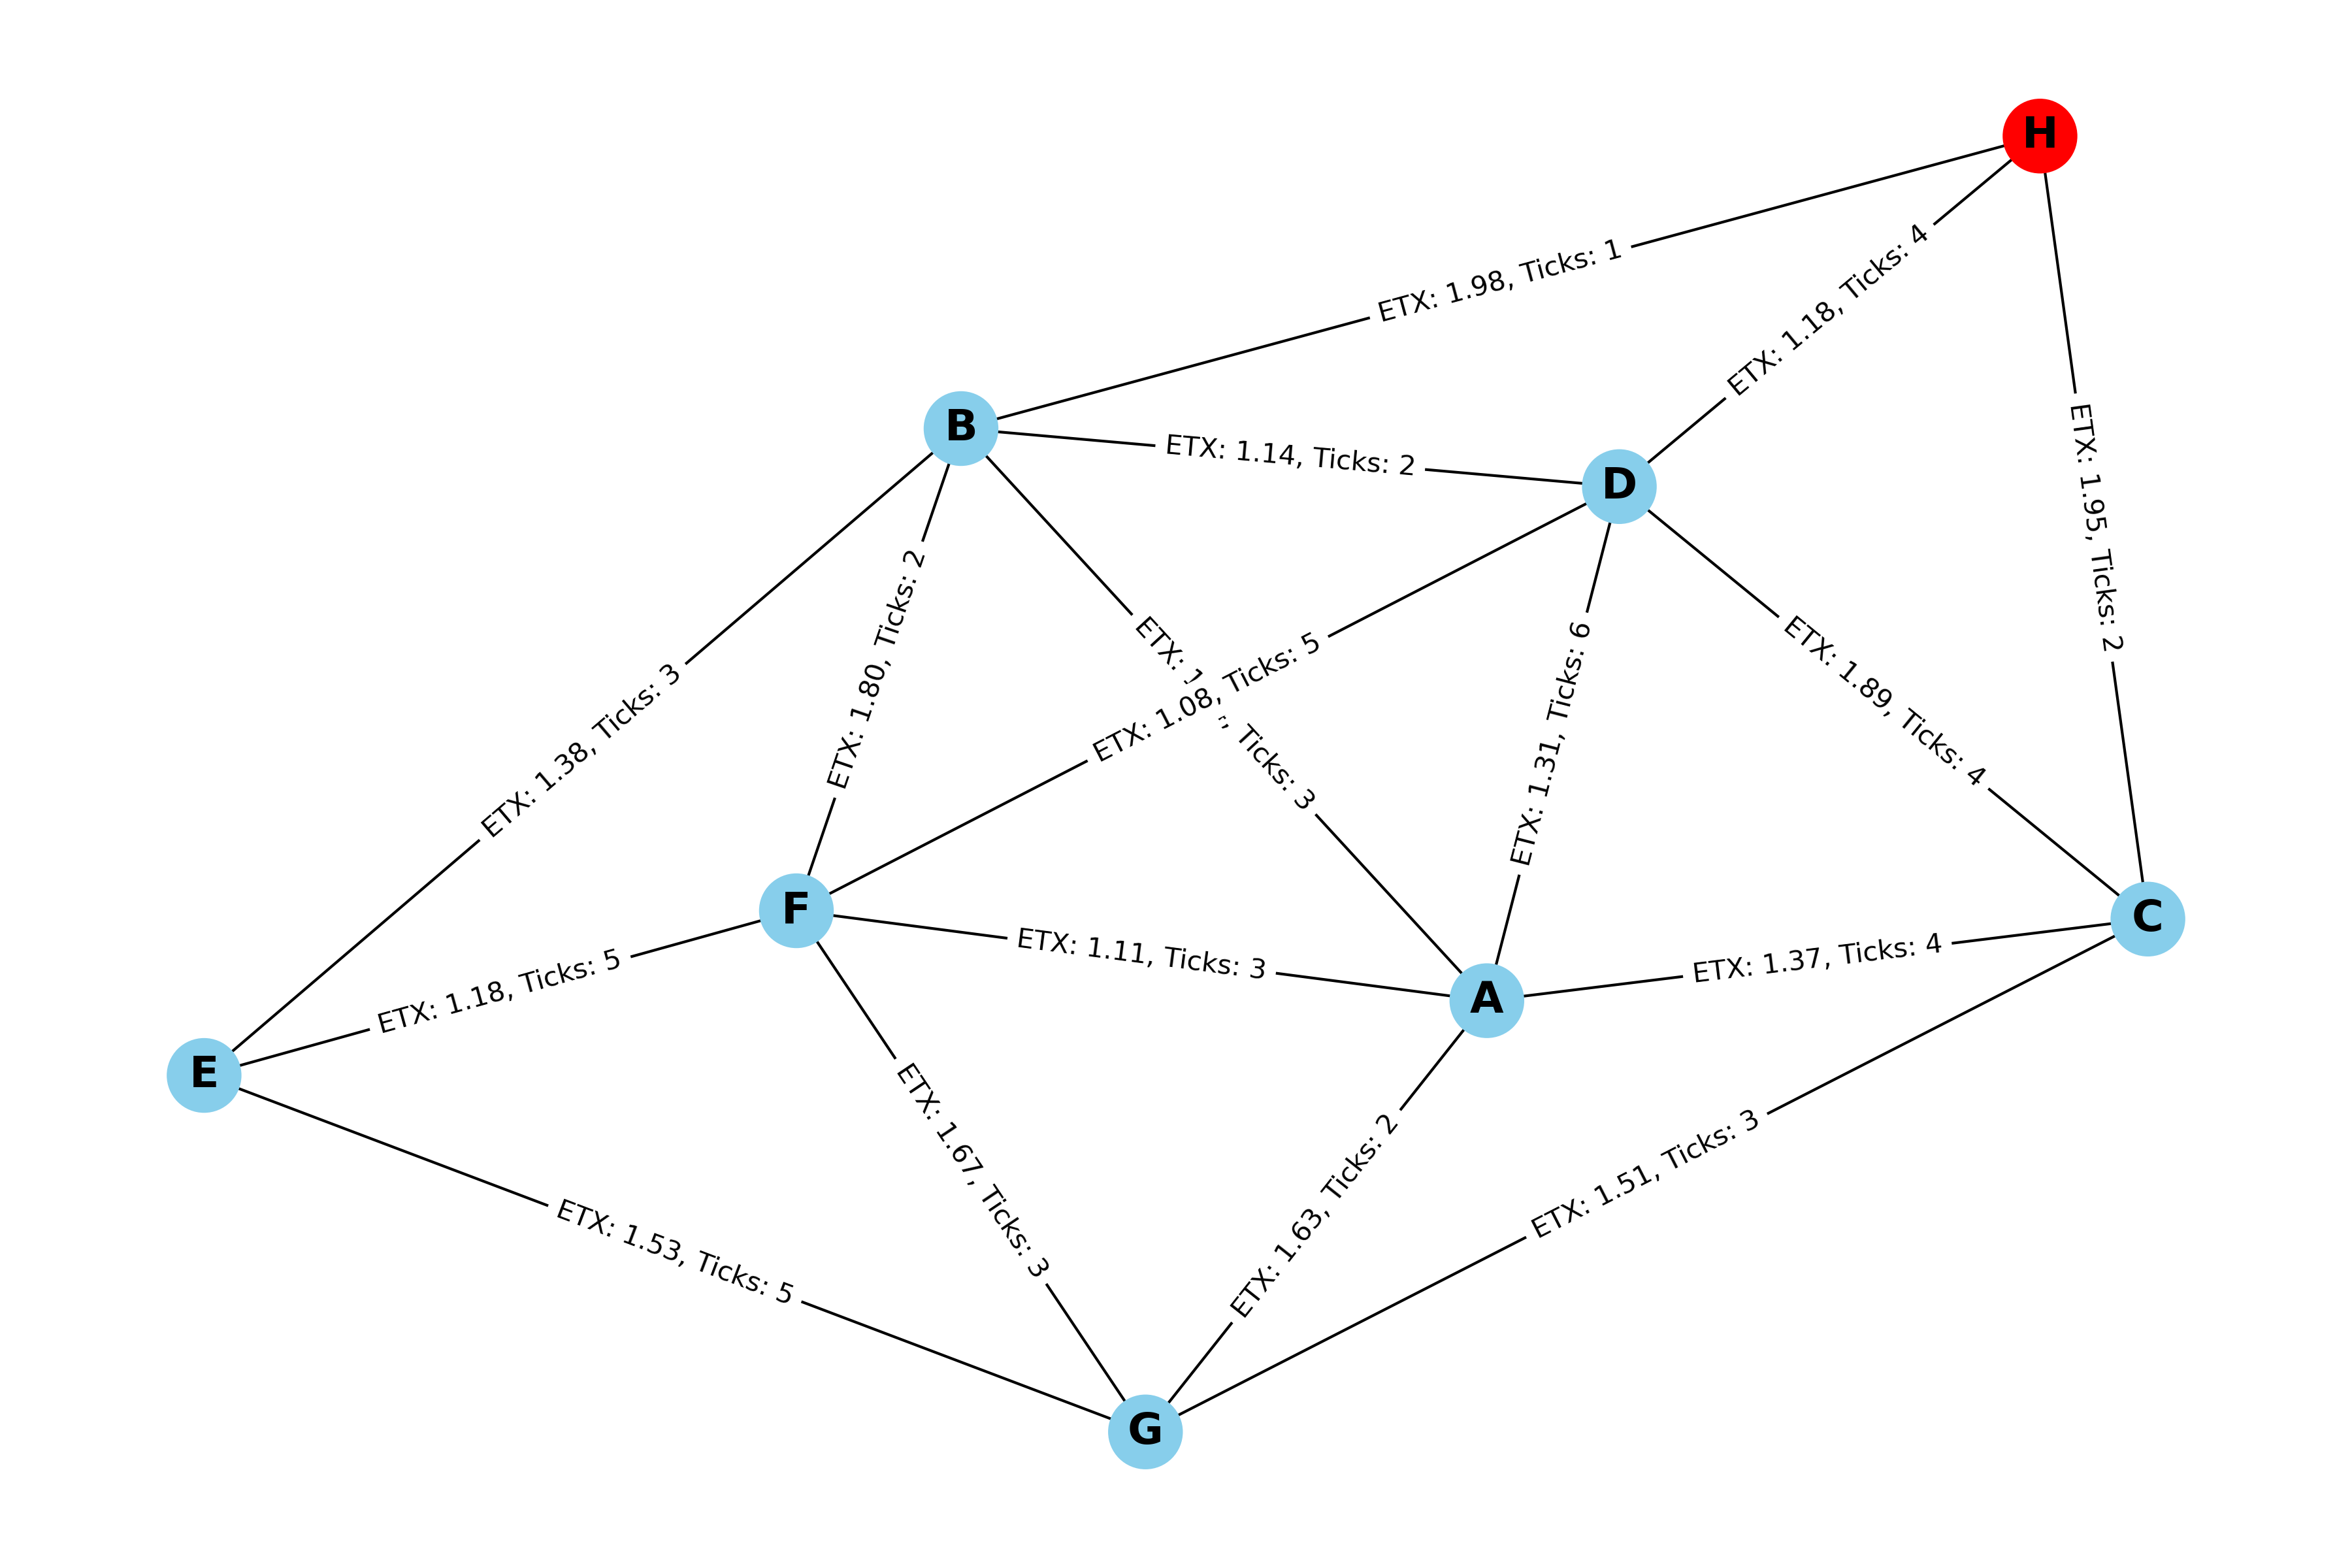 H
ETX: 1.98, Ticks: 1
ETX: 1.18, Ticks: 4
B
ETX: 1.14, Ticks: 2
D
ETX: 1.95, Ticks: 2
ETX: 1.38, Ticks: 3
ETX: 1.80, Ticks: 2
ETX: Ticks: 3
ETX: 1.08, Ticks: 5
ETX: 1.31, Ticks: 6
ETX: 1.89, Ticks: 4
F
C
ETX: 1.11, Ticks: 3
ETX: 1.37, Ticks: 4
ETX: 1.18, Ticks: 5
A
E
ETX: 1.67, Ticks: 3
ETX: 1.63, Ticks: 2
ETX: 1.51, Ticks: 3
ETX: 1.53, Ticks: 5
G